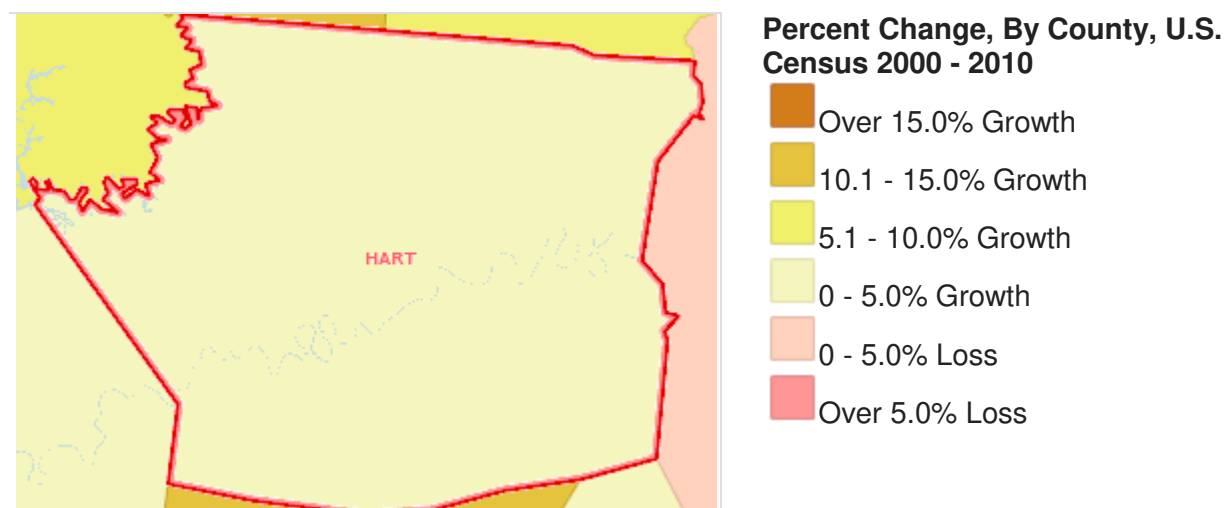 Percent Change, By County, U.S.
Census 2000 - 2010
Over 15.0% Growth
10.1 - 15.0% Growth
5.1 - 10.0% Growth
HART
0 - 5.0% Growth
0 - 5.0% Loss
Over 5.0% Loss